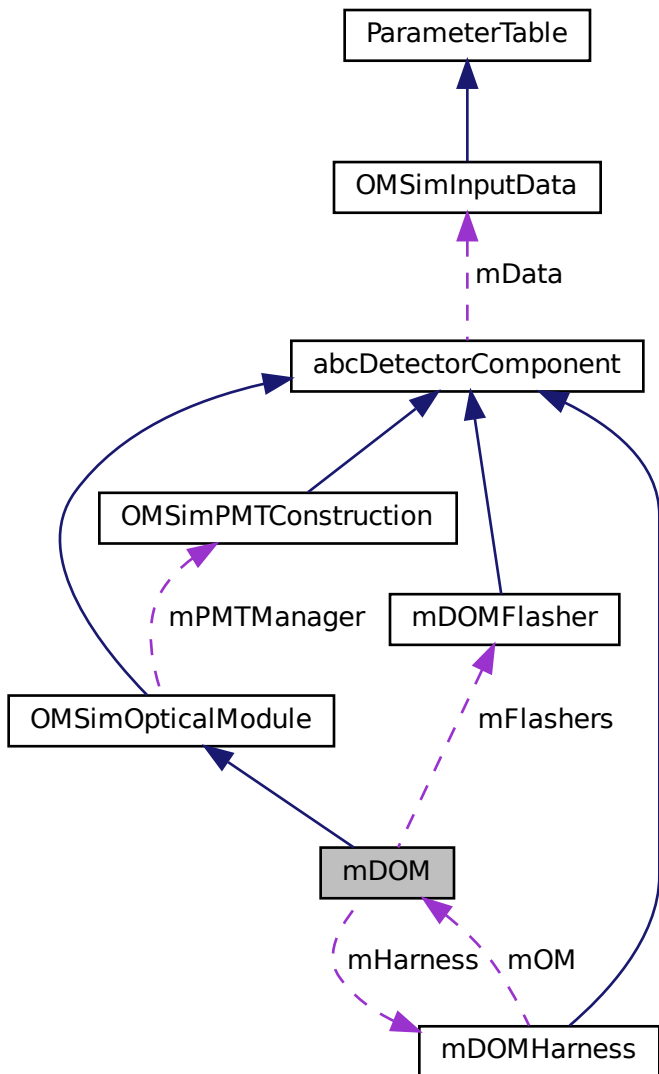 ParameterTable
OMSimInputData
mData
abcDetectorComponent
OMSimPMTConstruction
mPMTManager
mDOMFlasher
OMSimOpticalModule
mFlashers
mDOM
mHarness
mOM
mDOMHarness